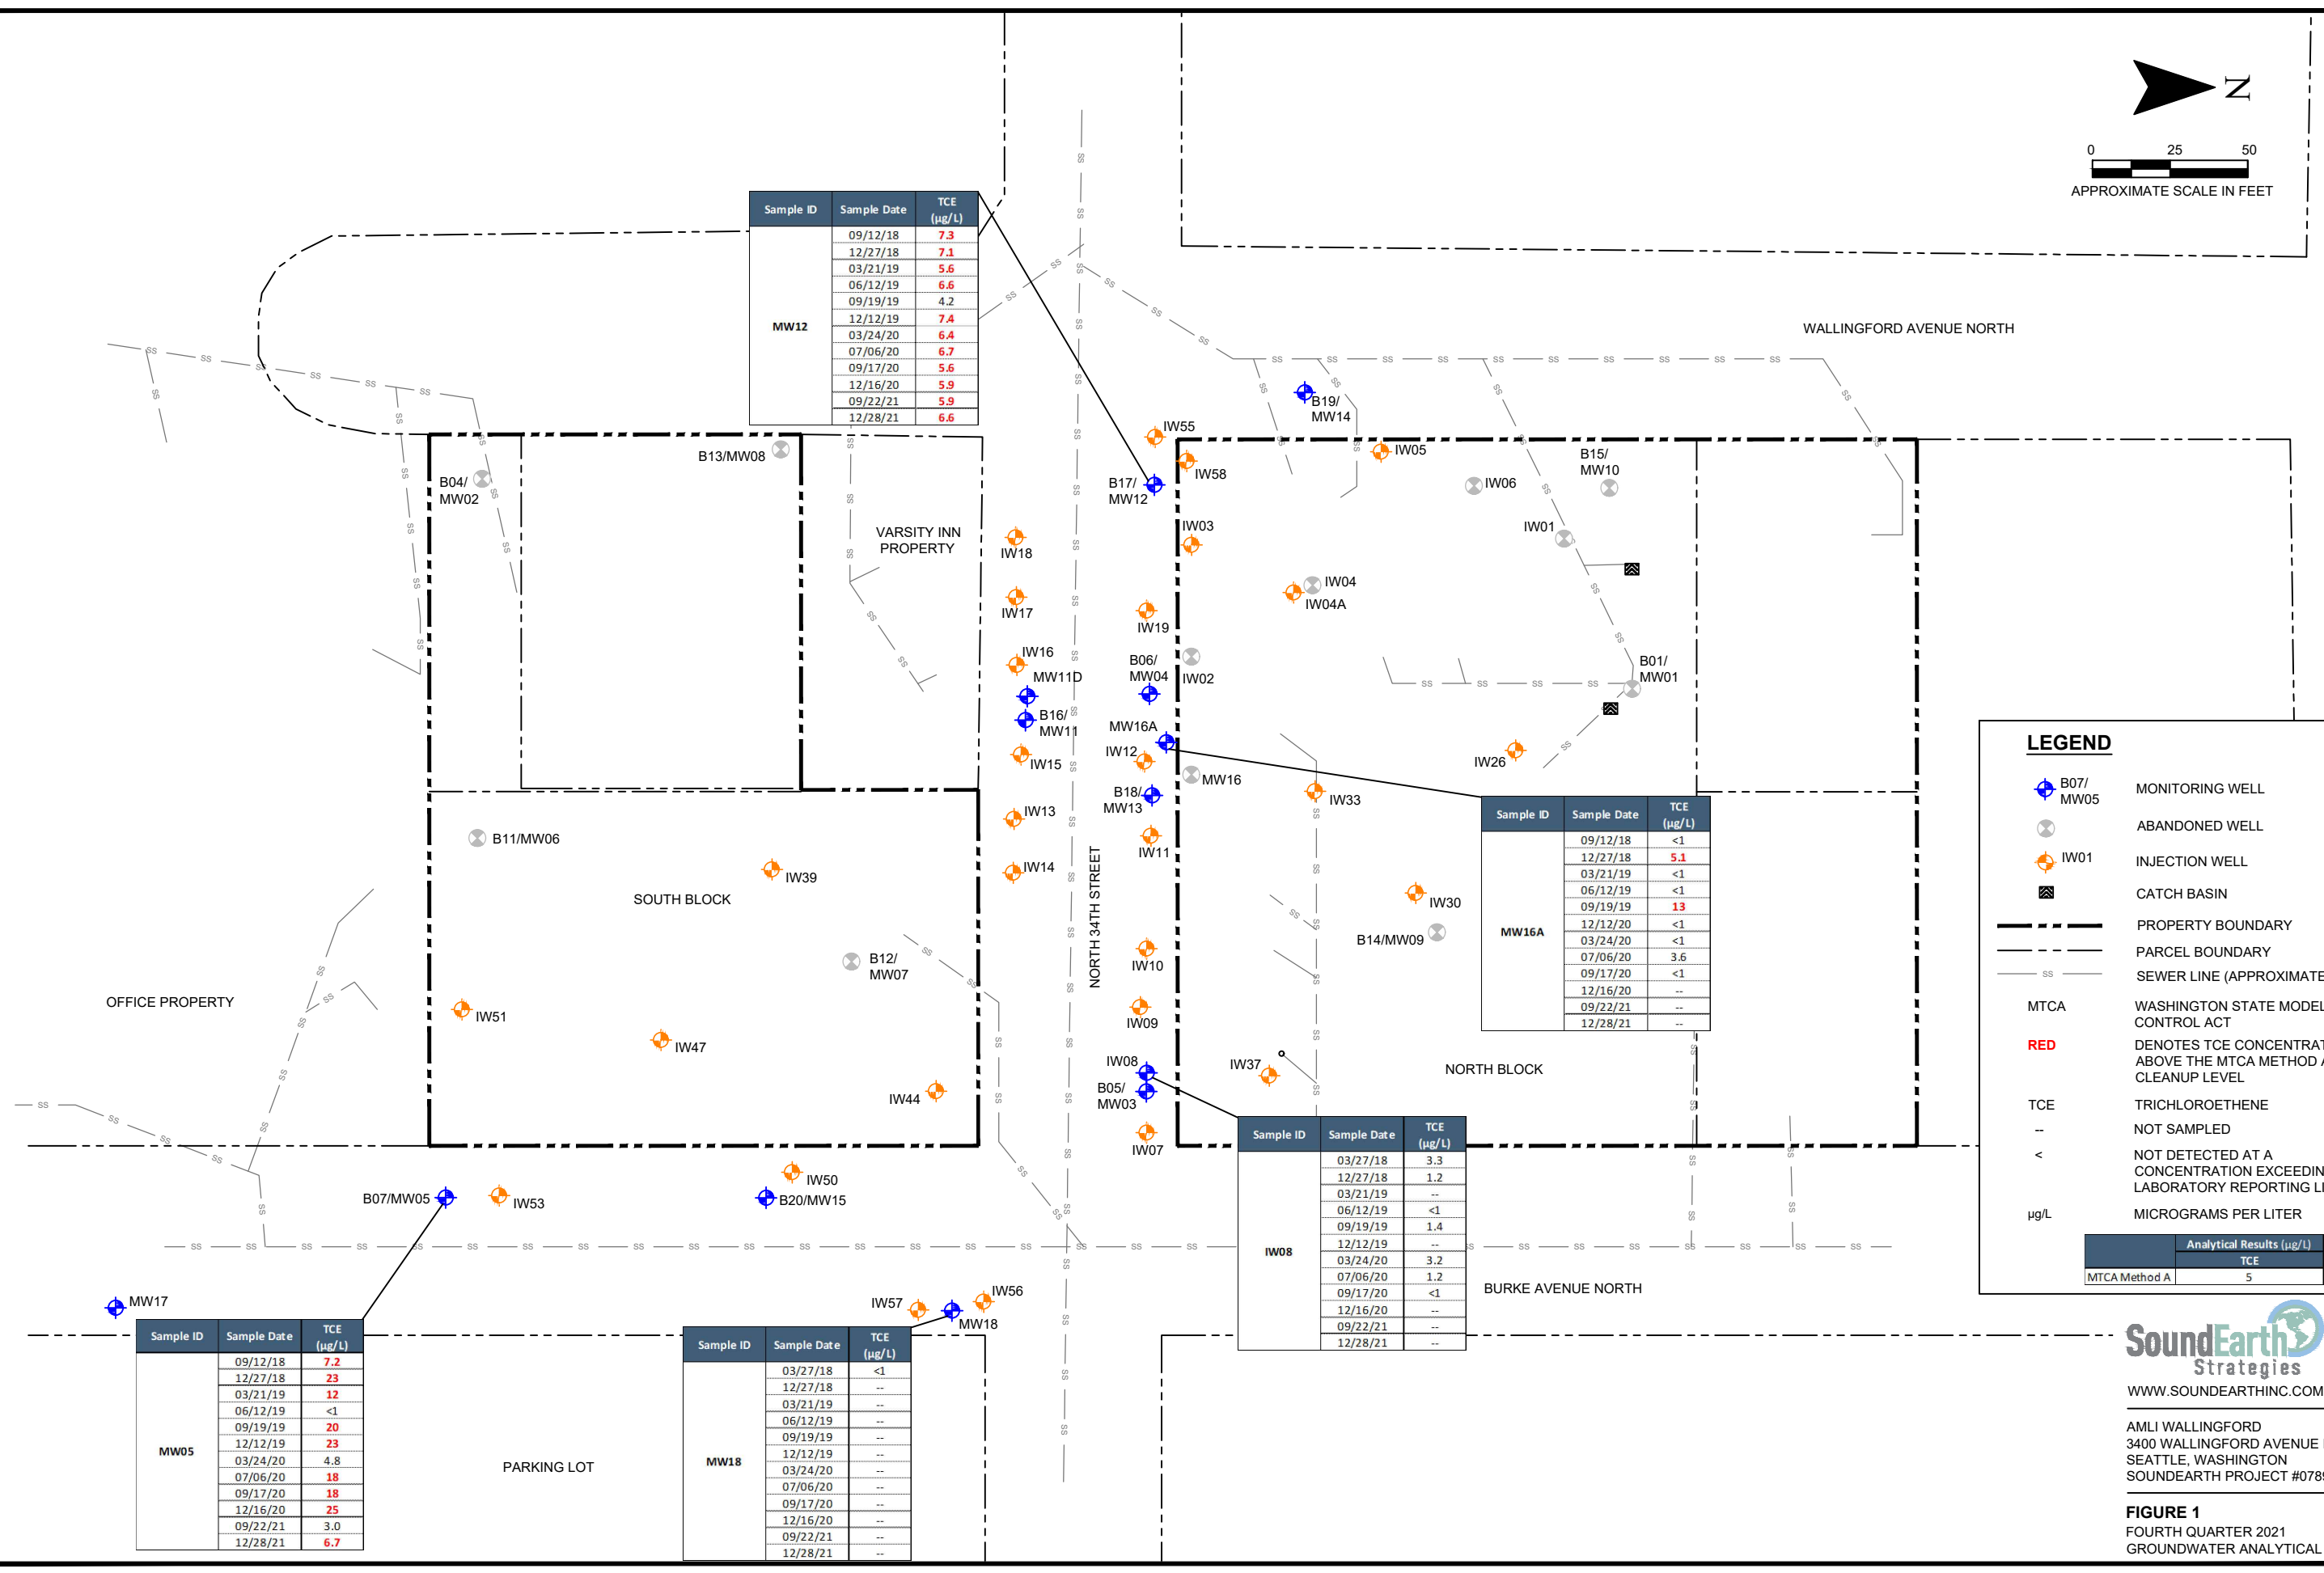 N
0 25 50
APPROXIMATE SCALE IN FEET
WALLINGFORD AVENUE NORTH
Sample ID Sample Date TCE (µg/L)
MW12
09/12/18 7.3
12/27/18 7.1
03/21/19 5.6
06/12/19 6.6
09/19/19 4.2
12/12/19 7.4
03/24/20 6.4
07/06/20 6.7
09/17/20 5.6
12/16/20 5.9
09/22/21 5.9
12/28/21 6.6
B19/
MW14
IW55
IW58
IW05
B15/
MW10
B13/MW08
B04/
MW02
B17/
MW12
IW06
IW03
IW01
VARSITY INN
PROPERTY
IW18
IW04
IW04A
IW17
IW19
IW16
MW11D
B06/
MW04
IW02
B01/
MW01
B16/
MW11
MW16A
IW12
IW15
IW26
MW16
B18/
MW13
IW33
IW13
IW11
B11/MW06
IW14
IW39
SOUTH BLOCK
NORTH 34TH STREET
IW30
B14/MW09
B12/
MW07
IW10
OFFICE PROPERTY
IW51
IW09
IW47
IW08
IW37
NORTH BLOCK
B05/
MW03
IW44
IW07
Sample ID Sample Date TCE (µg/L)
MW16A
09/12/18 <1
12/27/18 5.1
03/21/19 <1
06/12/19 <1
09/19/19 13
12/12/20 <1
03/24/20 <1
07/06/20 3.6
09/17/20 <1
12/16/20 --
09/22/21 --
12/28/21 --
IW50
B07/MW05
IW53
B20/MW15
Sample ID Sample Date TCE (µg/L)
IW08
03/27/18 3.3
12/27/18 1.2
03/21/19 --
06/12/19 <1
09/19/19 1.4
12/12/19 --
03/24/20 3.2
07/06/20 1.2
09/17/20 <1
12/16/20 --
09/22/21 --
12/28/21 --
BURKE AVENUE NORTH
MW17
IW57
IW56
MW18
Sample ID Sample Date TCE (µg/L)
MW05
09/12/18 7.2
12/27/18 23
03/21/19 12
06/12/19 <1
09/19/19 20
12/12/19 23
03/24/20 4.8
07/06/20 18
09/17/20 18
12/16/20 25
09/22/21 3.0
12/28/21 6.7
PARKING LOT
Sample ID Sample Date TCE (µg/L)
MW18
03/27/18 <1
12/27/18 --
03/21/19 --
06/12/19 --
09/19/19 --
12/12/19 --
03/24/20 --
07/06/20 --
09/17/20 --
12/16/20 --
09/22/21 --
12/28/21 --
LEGEND
B07/
MW05 MONITORING WELL
ABANDONED WELL
IW01 INJECTION WELL
CATCH BASIN
PROPERTY BOUNDARY
PARCEL BOUNDARY
SS SEWER LINE (APPROXIMATE
MTCA WASHINGTON STATE MODEL
CONTROL ACT
RED DENOTES TCE
ABOVE THE MTCA METHOD A
CLEANUP LEVEL
TCE TRICHLOROETHENE
-- NOT SAMPLED
< NOT DETECTED AT A
CONCENTRATION
LABORATORY REPORTING
µg/L MICROGRAMS PER LITER
Analytical Results (µg/L)
TCE
MTCA Method A 5
SoundEarth
Strategies
WWW.SOUNDEARTHINC.COM
AMLI WALLINGFORD
3400 WALLINGFORD AVENUE
SEATTLE, WASHINGTON
SOUNDEARTH PROJECT #078
FIGURE 1
FOURTH QUARTER 2021
GROUNDWATER ANALYTICAL